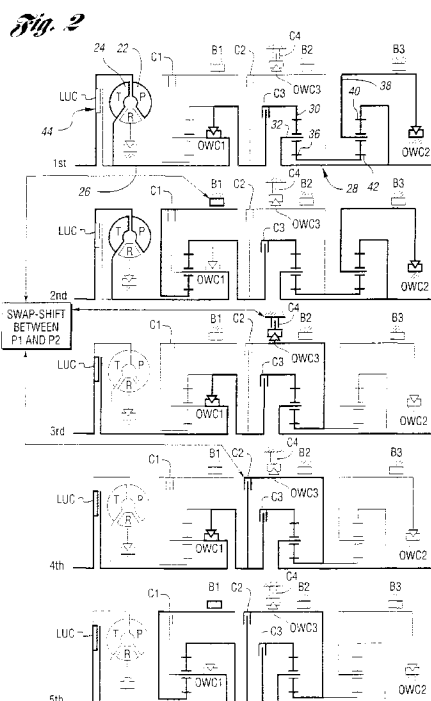 Fig. 2
24 22 C1 B1 C2 C4 B2 B3
OWC3 38
LUC T P R C3 30 40
44 32 36 OWC1 OWC2
1st 26 28 42
C1 B1 C2 C4 B2 B3
OWC3
LUC T P R C3
OWC1 OWC2
2nd
SWAP-SHIFT
BETWEEN
P1 AND P2
C1 B1 C2 C4 B2 B3
OWC3
LUC T P R C3
OWC1 OWC2
3rd
C1 B1 C2 C4 B2 B3
OWC3
LUC T P R C3
OWC1 OWC2
4th
C1 B1 C2 C4 B2 B3
OWC3
LUC T P R C3
OWC1 OWC2
5th